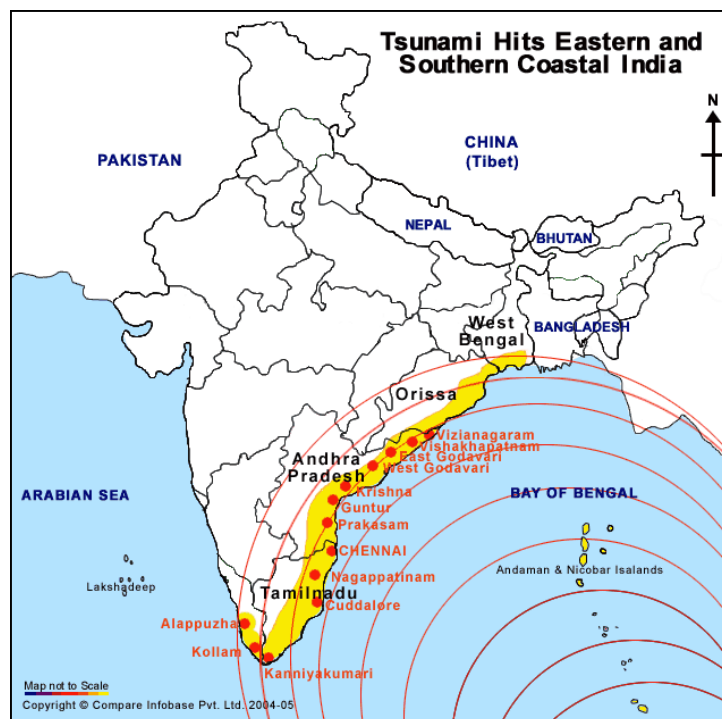 Tsunami Hits Eastern and
Southern Coastal India
N
CHINA
(Tibet)
PAKISTAN
NEPAL
BHUTAN
West
Bengal
BANGLADESH
Orissa
Vizianagaram
Vishakhapatnam
East Godavari
West Godavari
Andhra
Pradesh
Krishna
Guntur
Prakasam
ARABIAN SEA
BAY OF BENGAL
CHENNAI
Nagappatinam
Andaman & Nicobar Isalands
Lakshadeep
Tamilnadu
Cuddalore
Alappuzha
Kollam
Kanniyakumari
Map not to Scale
Copyright © Compare Infobase Pvt. Ltd. 2004-05